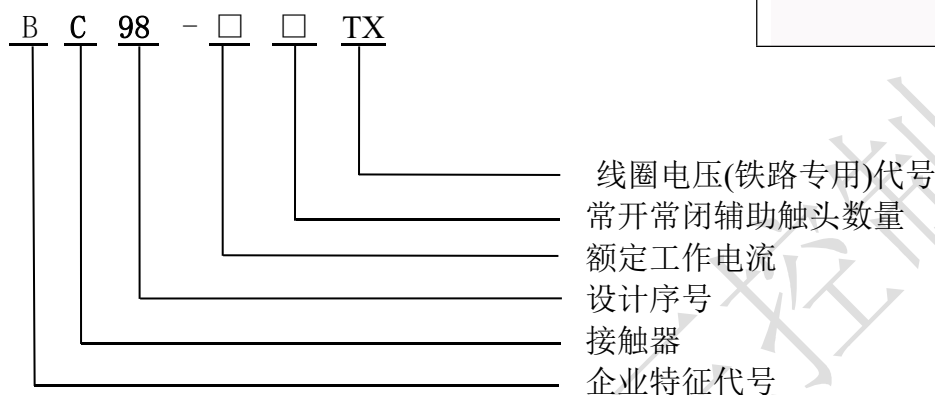 B C 98 - □ □ TX
线圈电压(铁路专用)代号
常开常闭辅助触头数量
额定工作电流
设计序号
接触器
企业特征代号